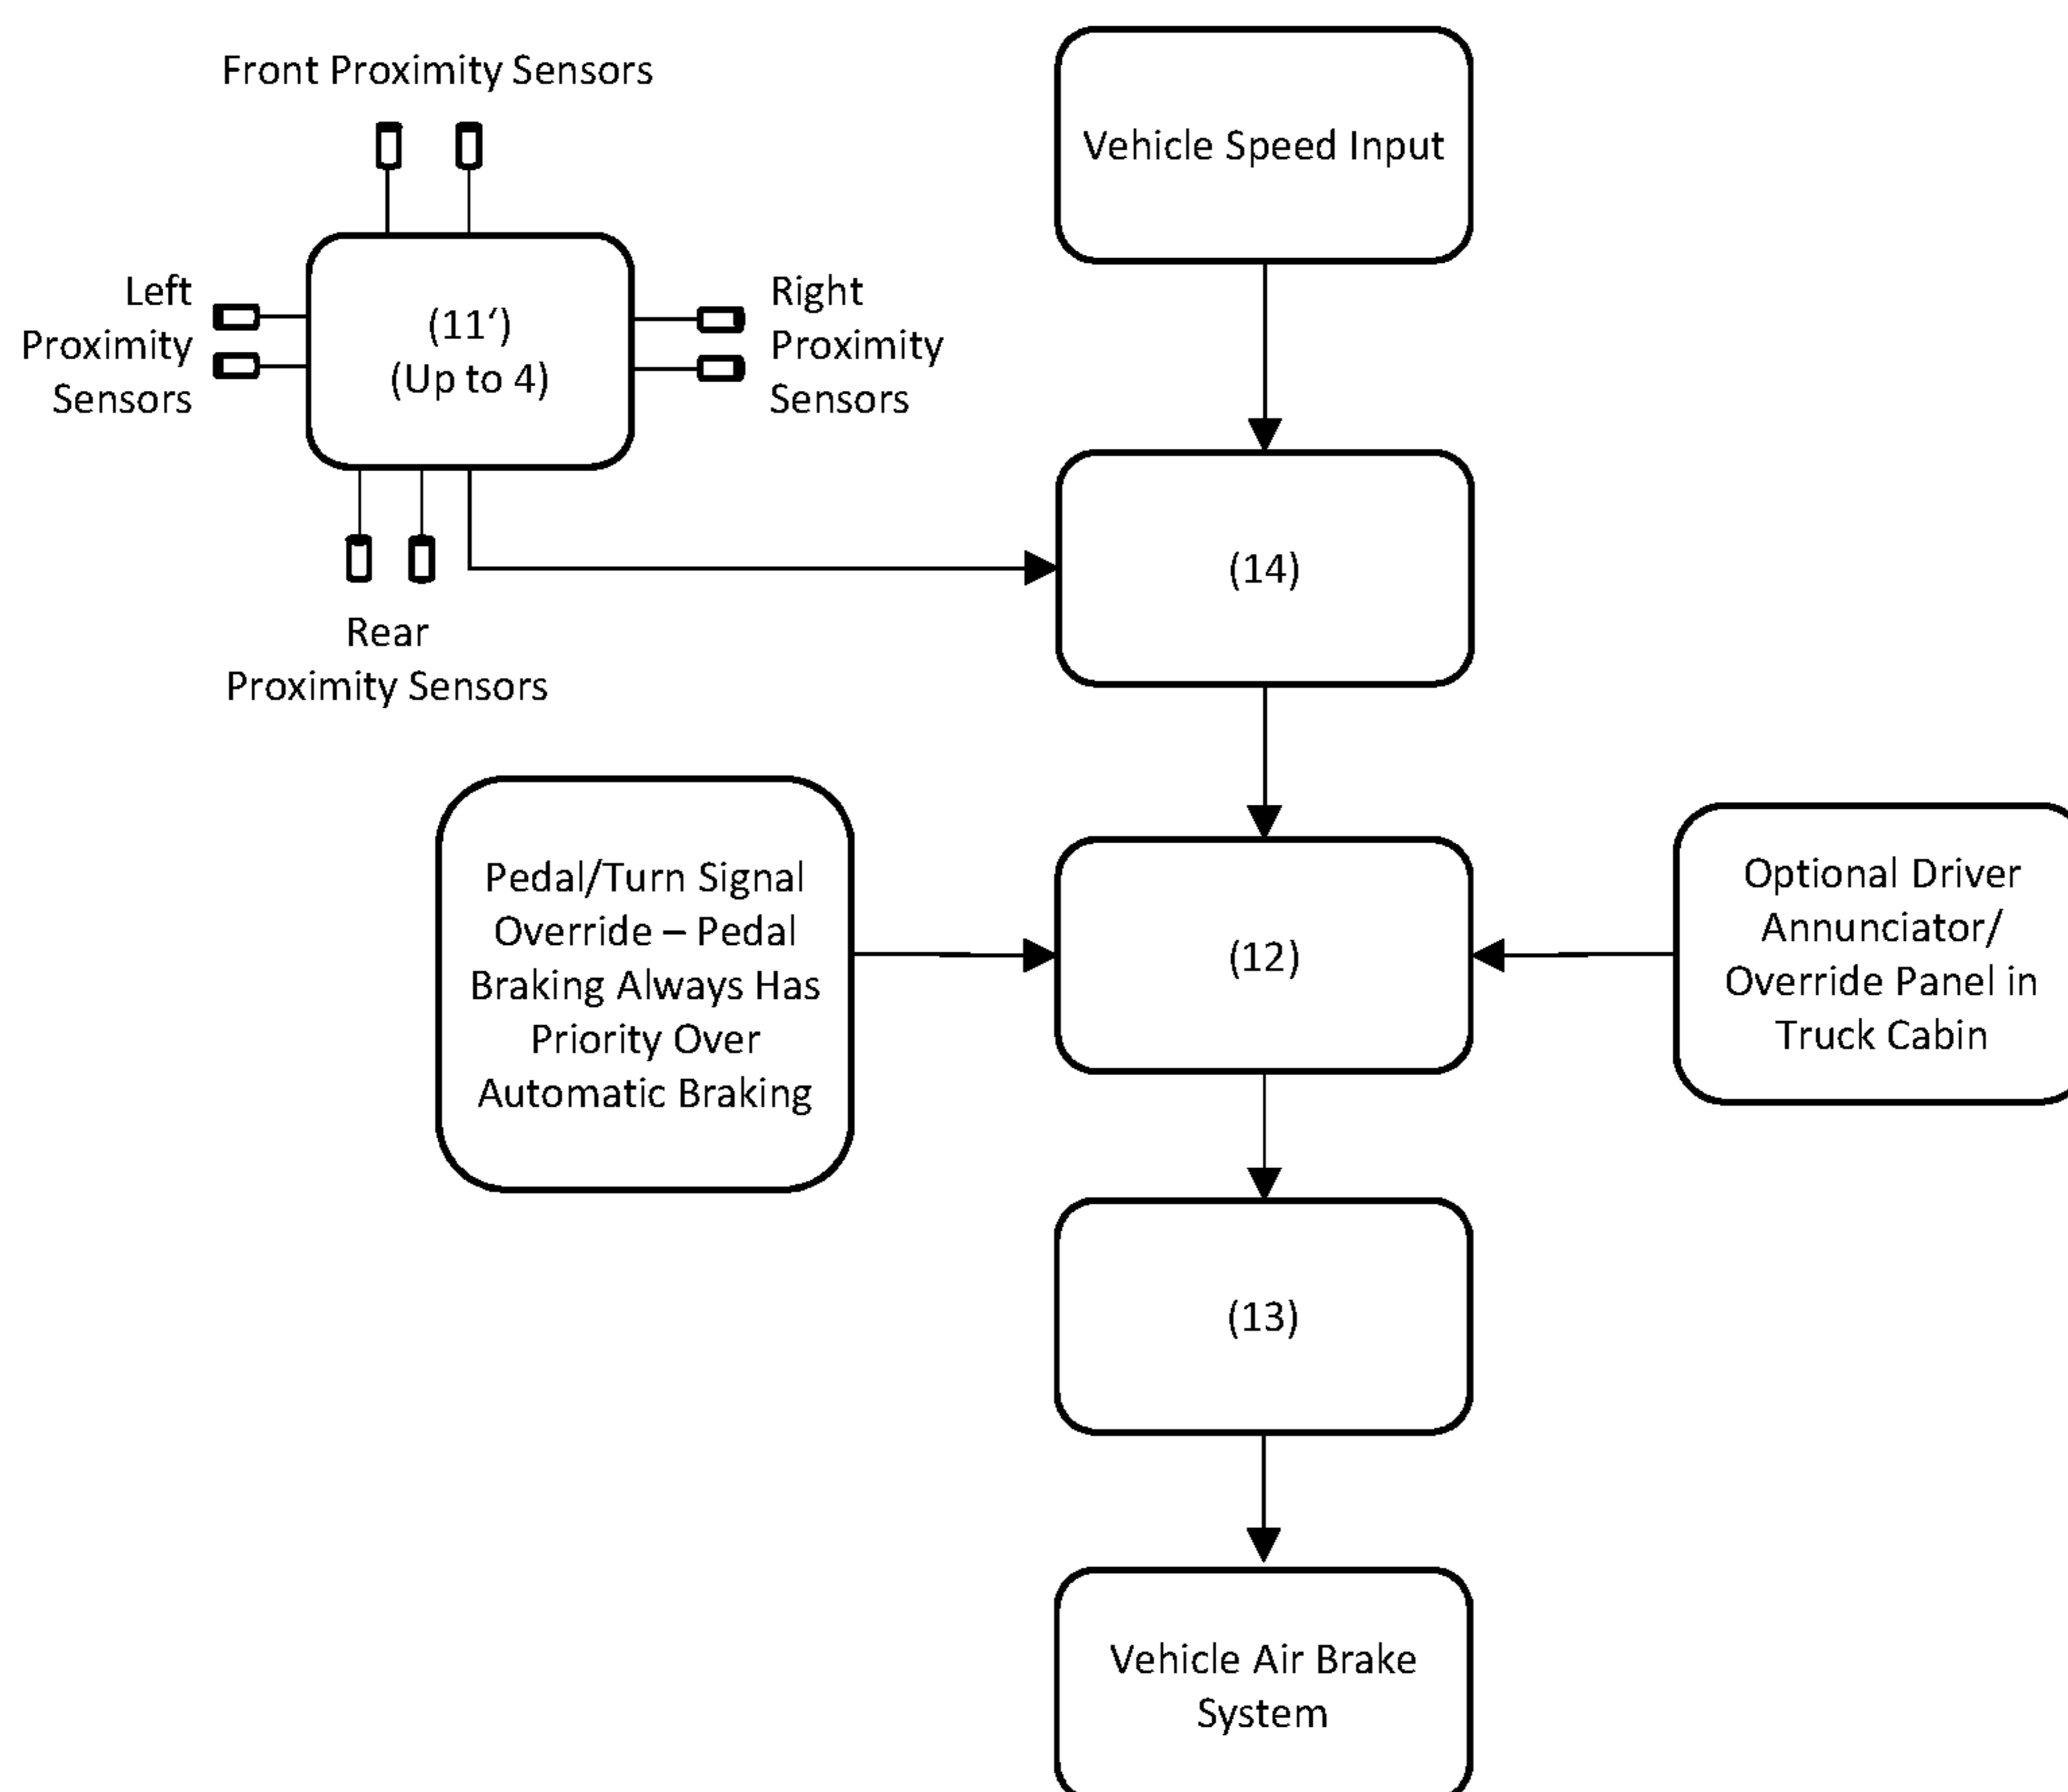 Front Proximity Sensors
Vehicle Speed Input
Left
Proximity
Sensors
(11‘)
(Up to 4)
Right
Proximity
Sensors
Rear
Proximity Sensors
(14)
Pedal/Turn Signal
Override – Pedal
Braking Always Has
Priority Over
Automatic Braking
(12)
Optional Driver
Annunciator/
Override Panel in
Truck Cabin
(13)
Vehicle Air Brake
System